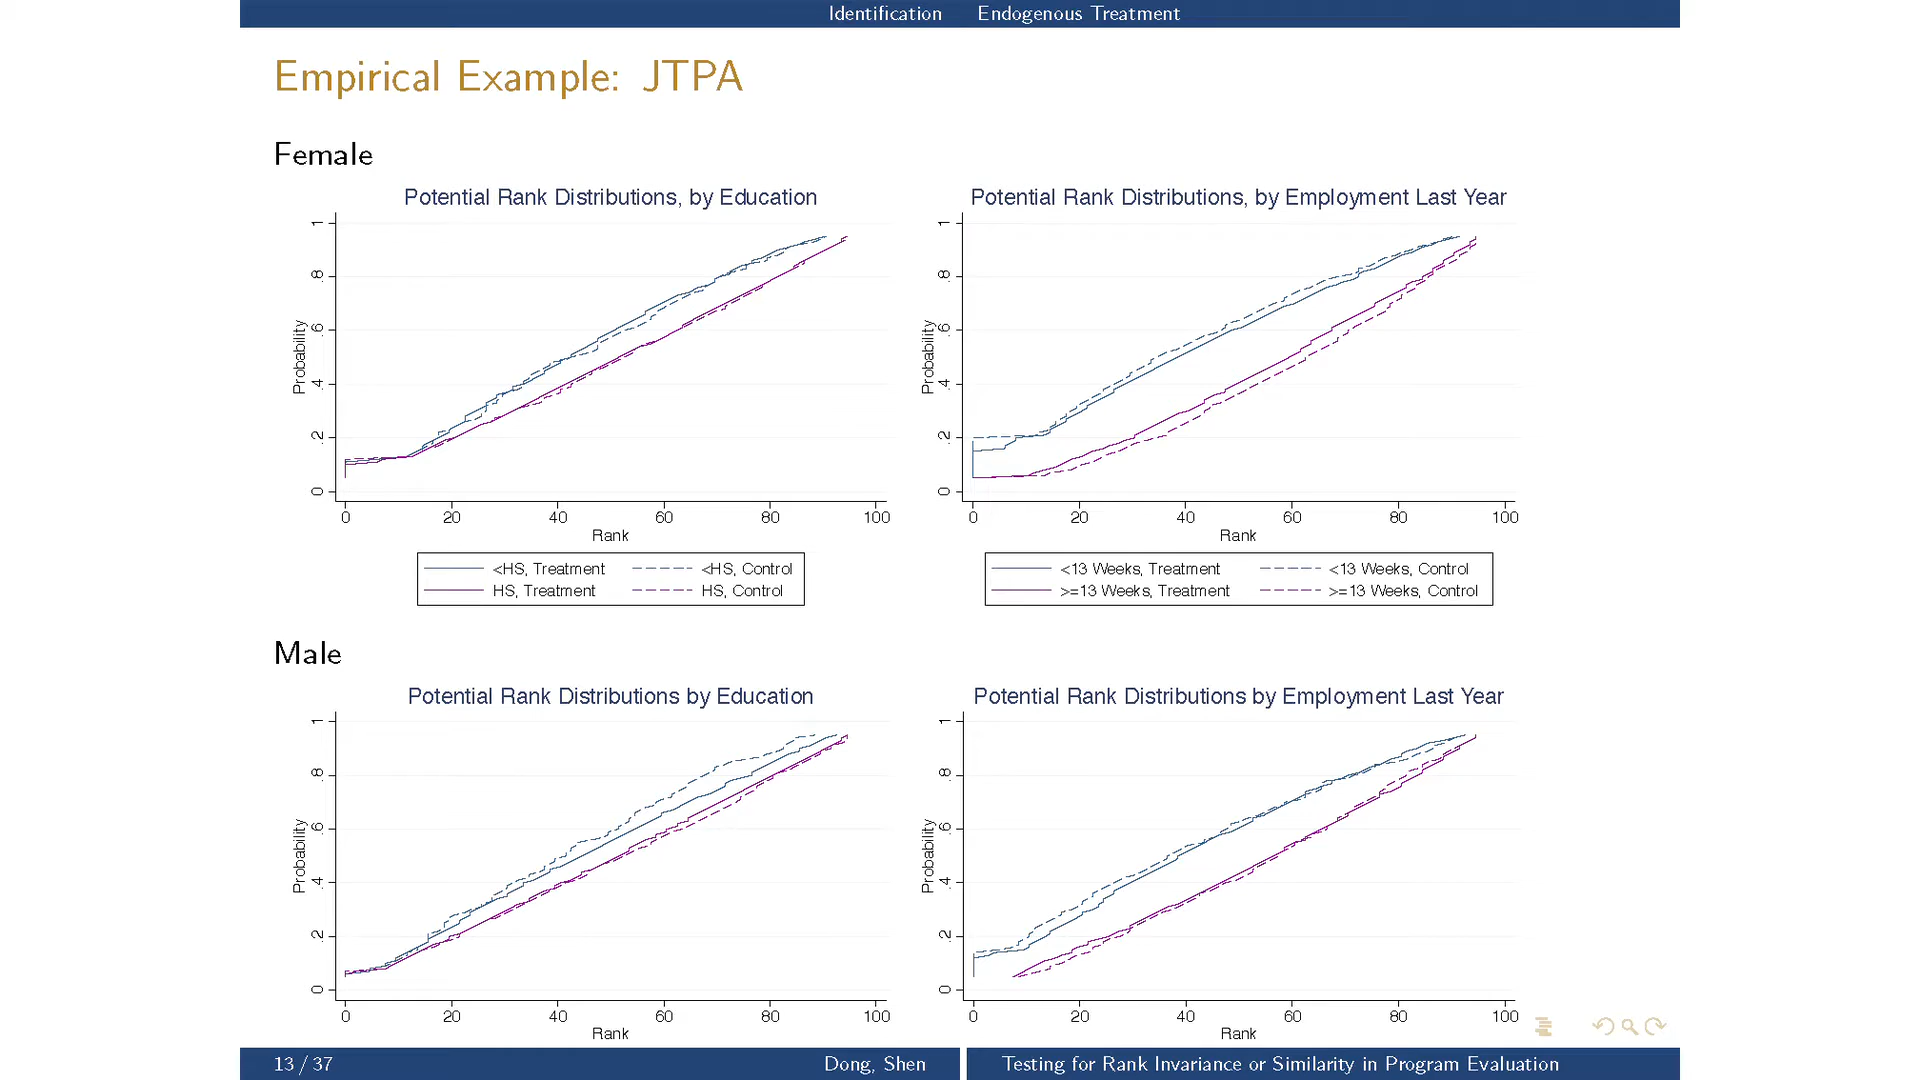 Identification Endogenous Treatment
Empirical Example: JTPA
Female
Potential Rank Distributions, by Education
Probability
0 .2 .4 .6 .8 1
0 20 40 60 80 100
Rank
<HS, Treatment <HS, Control
HS, Treatment HS, Control
Potential Rank Distributions, by Employment Last Year
Probability
0 .2 .4 .6 .8 1
0 20 40 60 80 100
Rank
<13 Weeks, Treatment <13 Weeks, Control
>=13 Weeks, Treatment >=13 Weeks, Control
Male
Potential Rank Distributions by Education
Probability
0 .2 .4 .6 .8 1
0 20 40 60 80 100
Rank
Potential Rank Distributions by Employment Last Year
Probability
0 .2 .4 .6 .8 1
0 20 40 60 80 100
Rank
13 / 37 Dong, Shen Testing for Rank Invariance or Similarity in Program Evaluation